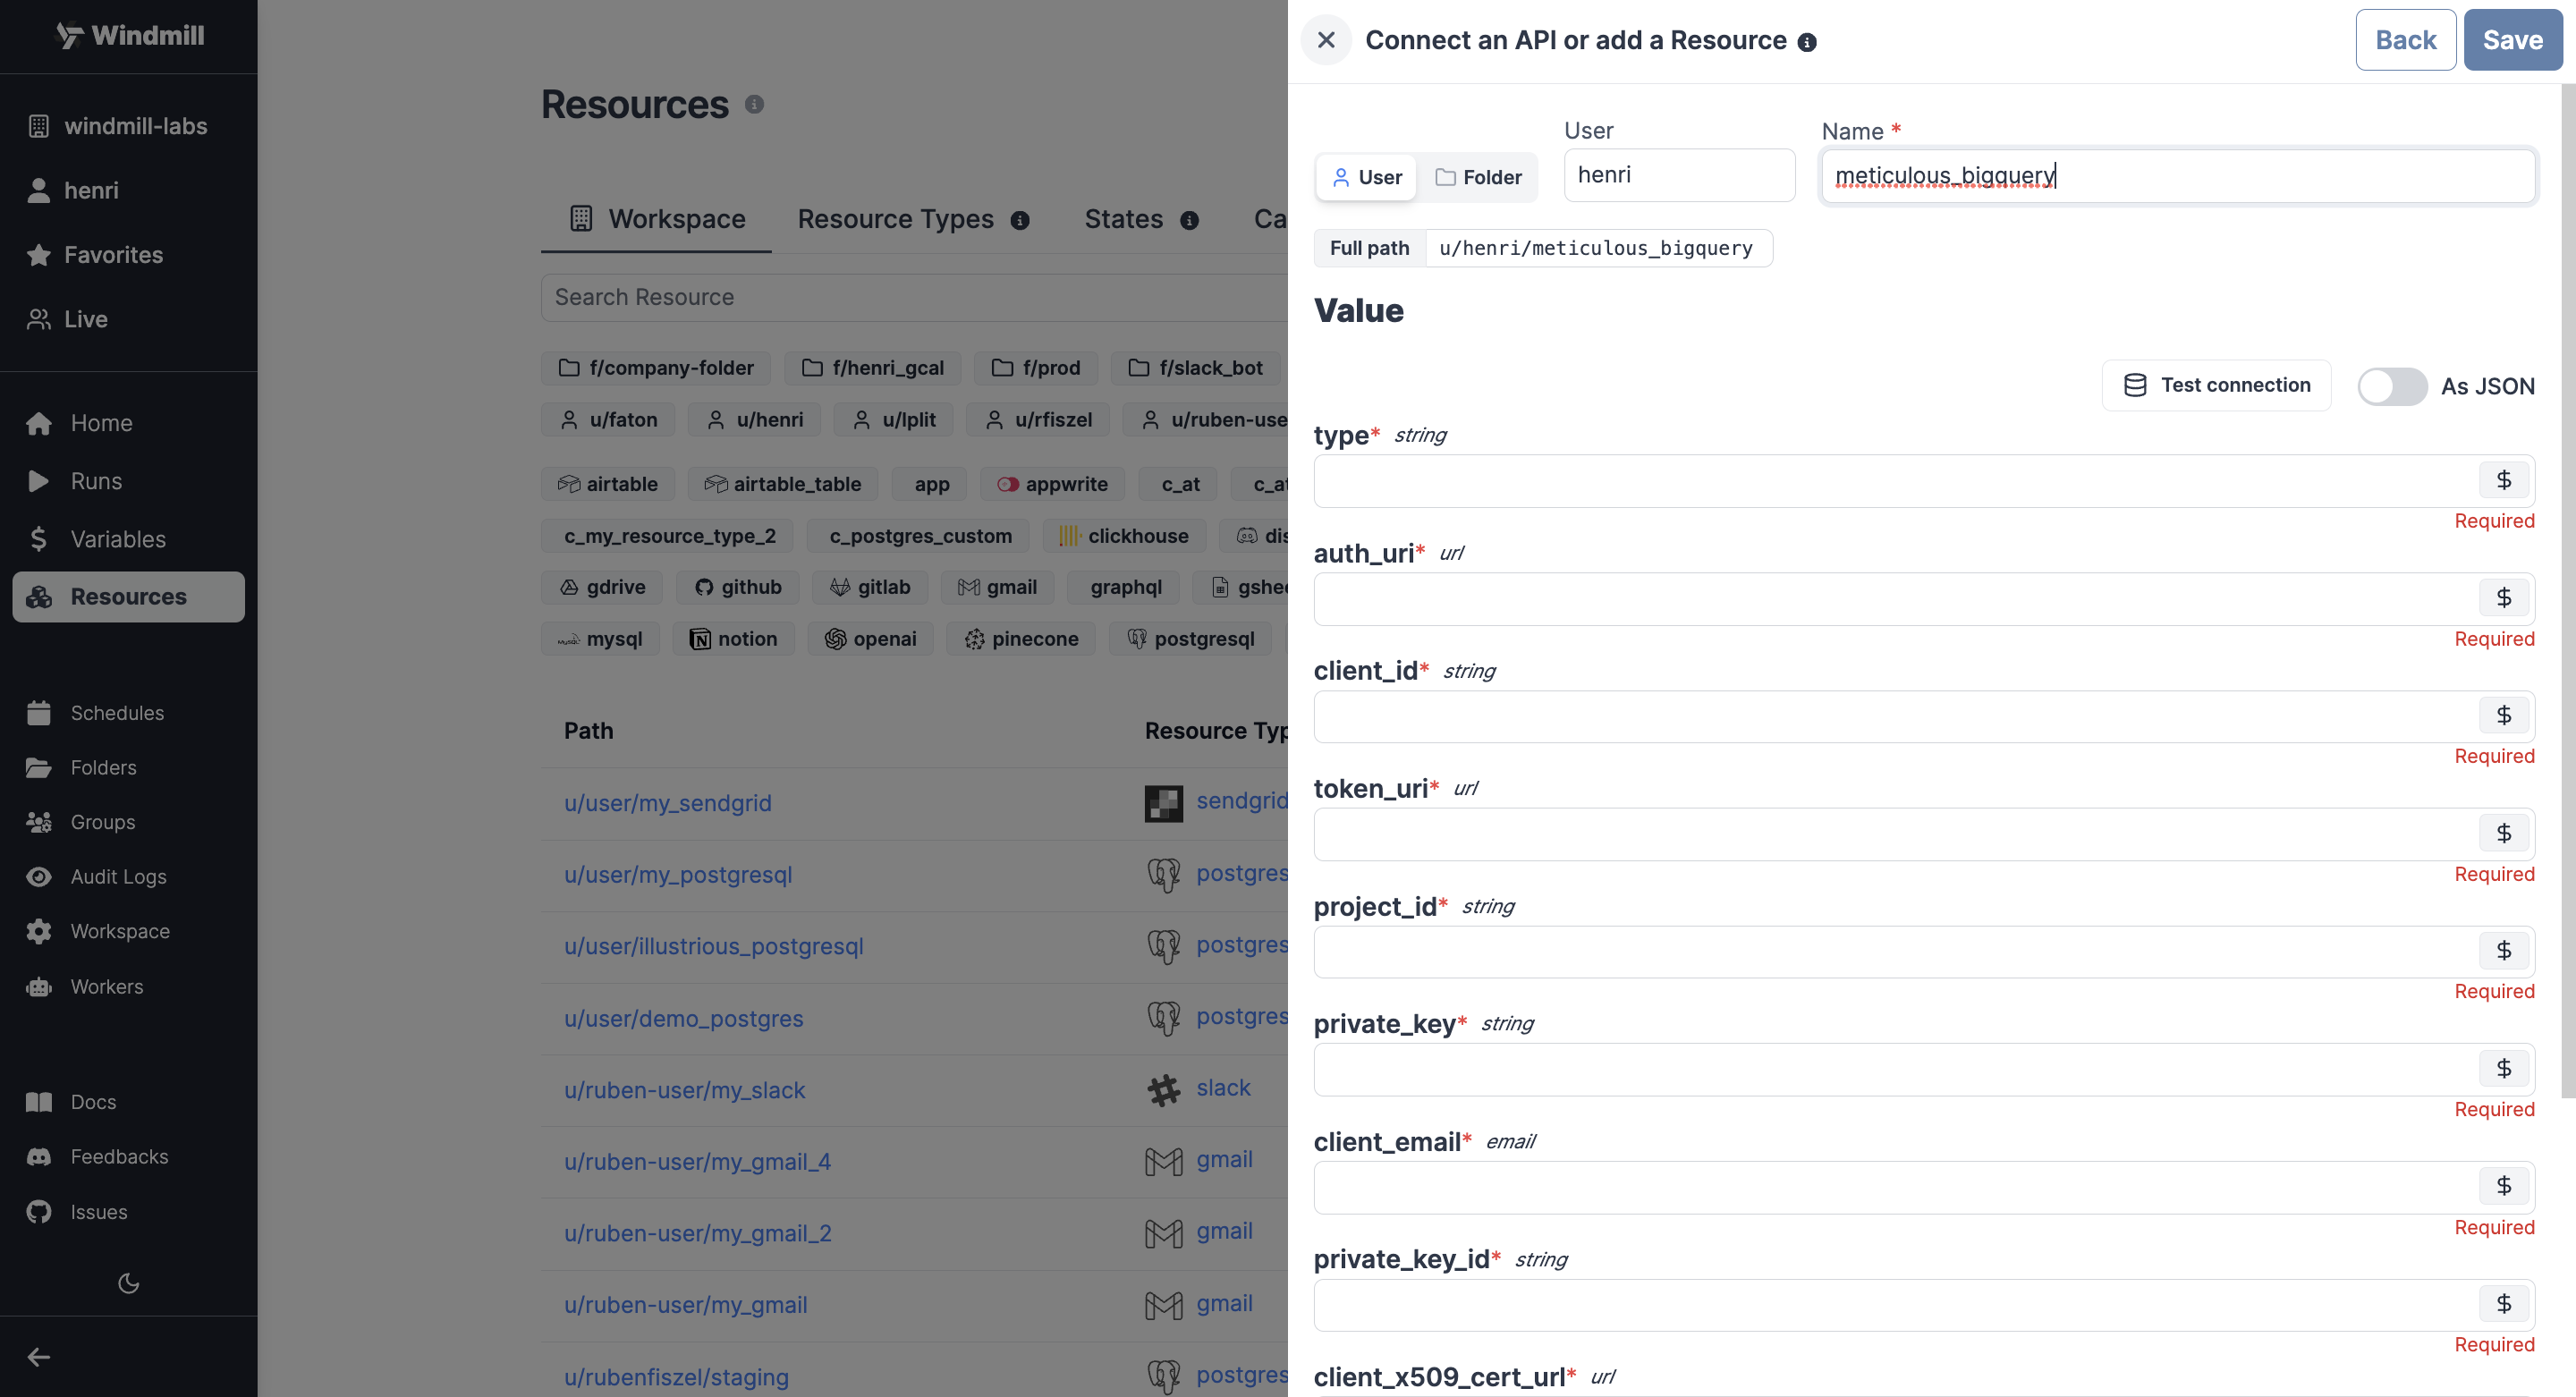 Windmill
windmill-labs
henri
Favorites
Live
Home
Runs
Variables
Resources
Schedules
Folders
Groups
Audit Logs
Workspace
Workers
Docs
Feedbacks
Issues
Resources
Workspace Resource Types States Ca
Search Resource
f/company-folder f/henri_gcal f/prod f/slack_bot
u/faton u/henri u/lplit u/rfiszel u/ruben-use
airtable airtable_table app appwrite c_at c_at
c_my_resource_type_2 c_postgres_custom clickhouse dis
gdrive github gitlab gmail graphql gshee
mysql notion openai pinecone postgresql
Path Resource Typ
u/user/my_sendgrid sendgrid
u/user/my_postgresql postgres
u/user/illustrious_postgresql postgres
u/user/demo_postgres postgres
u/ruben-user/my_slack slack
u/ruben-user/my_gmail_4 gmail
u/ruben-user/my_gmail_2 gmail
u/ruben-user/my_gmail gmail
u/rubenfiszel/staging postgres
Connect an API or add a Resource Back Save
User Name *
User Folder henri meticulous_bigquery
Full path u/henri/meticulous_bigquery
Value
Test connection As JSON
type* string
$
Required
auth_uri* url
$
Required
client_id* string
$
Required
token_uri* url
$
Required
project_id* string
$
Required
private_key* string
$
Required
client_email* email
$
Required
private_key_id* string
$
Required
client_x509_cert_url* url